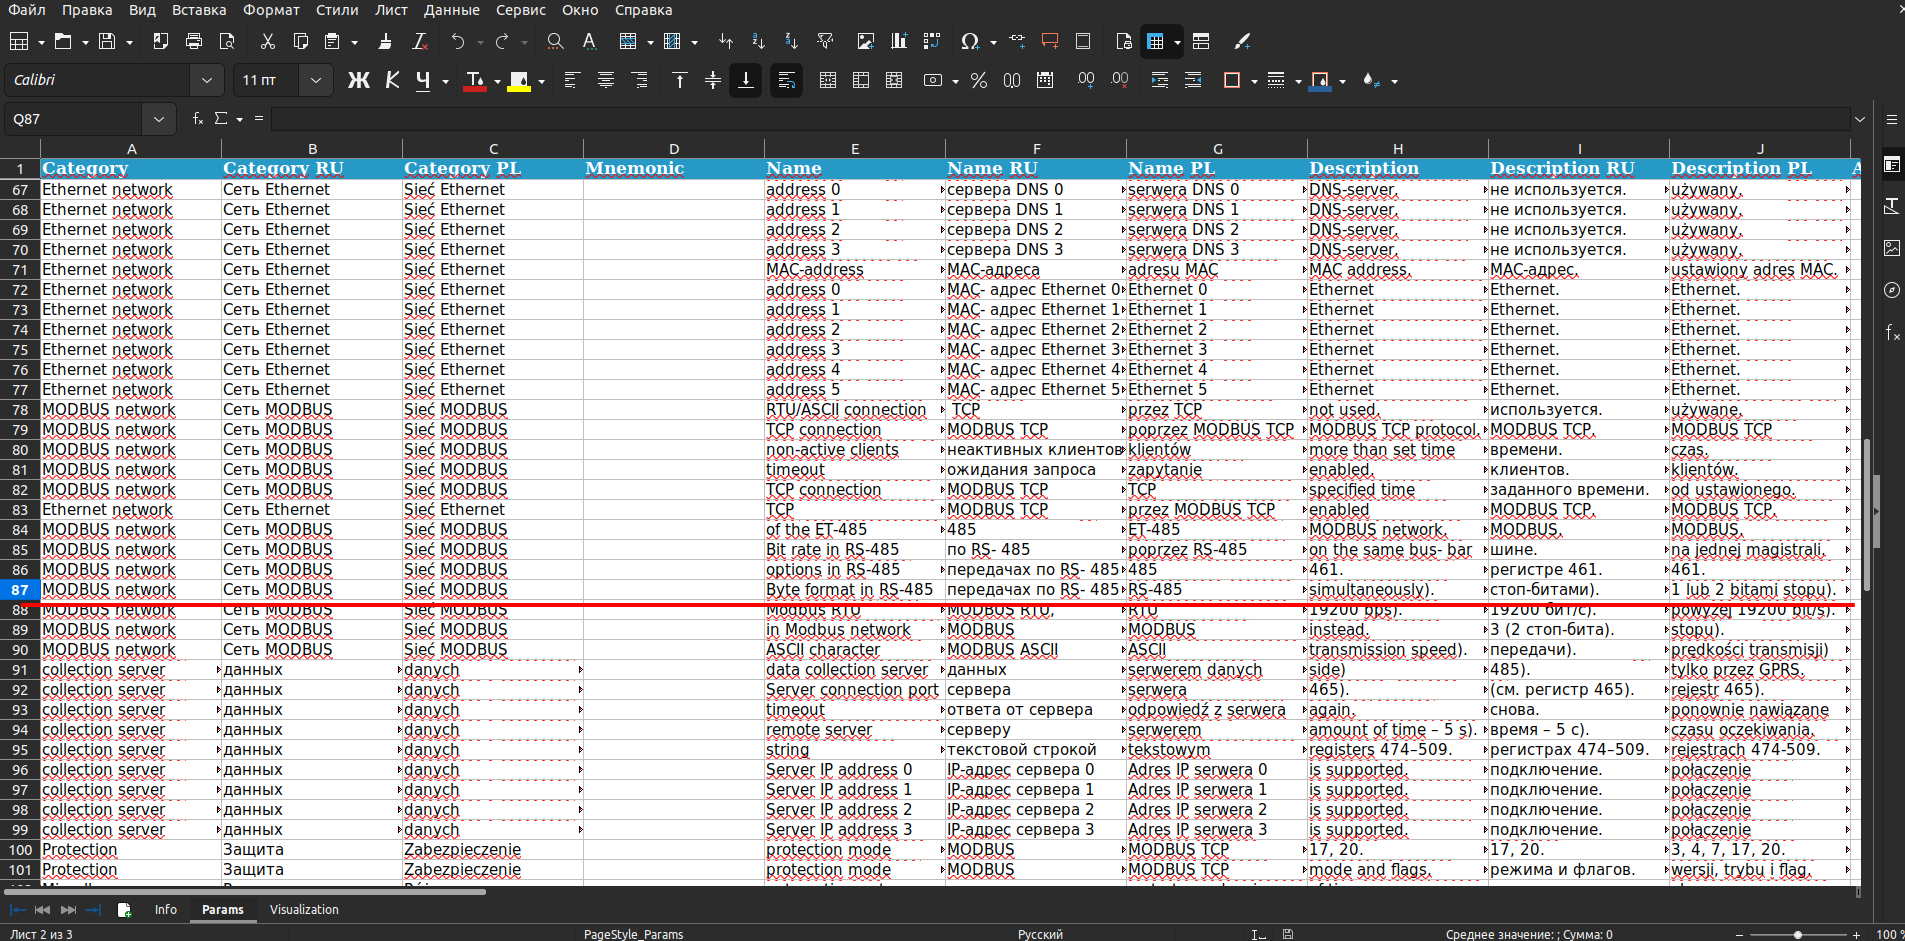 Файл Правка Вид Вставка Формат Стили Лист Данные Сервис Окно Справка
Calibri 11 пт Ж К Ч
Q87
A B C D E F G H I J
1 Category Category RU Category PL Mnemonic Name Name RU Name PL Description Description RU Description PL A
67 Ethernet network Сеть Ethernet Sieć Ethernet address 0 сервера DNS 0 serwera DNS 0 DNS-server. не используется. używany.
68 Ethernet network Сеть Ethernet Sieć Ethernet address 1 сервера DNS 1 serwera DNS 1 DNS-server. не используется. używany.
69 Ethernet network Сеть Ethernet Sieć Ethernet address 2 сервера DNS 2 serwera DNS 2 DNS-server. не используется. używany.
70 Ethernet network Сеть Ethernet Sieć Ethernet address 3 сервера DNS 3 serwera DNS 3 DNS-server. не используется. używany.
71 Ethernet network Сеть Ethernet Sieć Ethernet MAC-address MAC-адреса adresu MAC MAC address. MAC-адрес. ustawiony adres MAC.
72 Ethernet network Сеть Ethernet Sieć Ethernet address 0 MAC- адрес Ethernet 0 Ethernet 0 Ethernet Ethernet. Ethernet.
73 Ethernet network Сеть Ethernet Sieć Ethernet address 1 MAC- адрес Ethernet 1 Ethernet 1 Ethernet Ethernet. Ethernet.
74 Ethernet network Сеть Ethernet Sieć Ethernet address 2 MAC- адрес Ethernet 2 Ethernet 2 Ethernet Ethernet. Ethernet.
75 Ethernet network Сеть Ethernet Sieć Ethernet address 3 MAC- адрес Ethernet 3 Ethernet 3 Ethernet Ethernet. Ethernet.
76 Ethernet network Сеть Ethernet Sieć Ethernet address 4 MAC- адрес Ethernet 4 Ethernet 4 Ethernet Ethernet. Ethernet.
77 Ethernet network Сеть Ethernet Sieć Ethernet address 5 MAC- адрес Ethernet 5 Ethernet 5 Ethernet Ethernet. Ethernet.
78 MODBUS network Сеть MODBUS Sieć MODBUS RTU/ASCII connection TCP przez TCP not used. используется. używane.
79 MODBUS network Сеть MODBUS Sieć MODBUS TCP connection MODBUS TCP poprzez MODBUS TCP MODBUS TCP protocol. MODBUS TCP. MODBUS TCP
80 MODBUS network Сеть MODBUS Sieć MODBUS non-active clients неактивных клиентов klientów more than set time времени. czas.
81 MODBUS network Сеть MODBUS Sieć MODBUS timeout ожидания запроса zapytanie enabled. клиентов. klientów.
82 MODBUS network Сеть MODBUS Sieć MODBUS TCP connection MODBUS TCP TCP specified time заданного времени. od ustawionego.
83 Ethernet network Сеть Ethernet Sieć Ethernet TCP MODBUS TCP przez MODBUS TCP enabled MODBUS TCP. MODBUS TCP.
84 MODBUS network Сеть MODBUS Sieć MODBUS of the ET-485 485 ET-485 MODBUS network. MODBUS. MODBUS.
85 MODBUS network Сеть MODBUS Sieć MODBUS Bit rate in RS-485 по RS- 485 poprzez RS-485 on the same bus- bar шине. na jednej magistrali.
86 MODBUS network Сеть MODBUS Sieć MODBUS options in RS-485 передачах по RS- 485 485 461. регистре 461. 461.
87 MODBUS network Сеть MODBUS Sieć MODBUS Byte format in RS-485 передачах по RS- 485 RS-485 simultaneously). стоп-битами). 1 lub 2 bitami stopu).
88 MODBUS network Сеть MODBUS Sieć MODBUS Modbus RTU MODBUS RTU, RTU 19200 bps). 19200 бит/с). powyżej 19200 bit/s).
89 MODBUS network Сеть MODBUS Sieć MODBUS in Modbus network MODBUS MODBUS instead. 3 (2 стоп-бита). stopu).
90 MODBUS network Сеть MODBUS Sieć MODBUS ASCII character MODBUS ASCII ASCII transmission speed). передачи). prędkości transmisji)
91 collection server данных danych data collection server данных serwerem danych side) 485). tylko przez GPRS.
92 collection server данных danych Server connection port сервера serwera 465). (см. регистр 465). rejestr 465).
93 collection server данных danych timeout ответа от сервера odpowiedź z serwera again. снова. ponownie nawiązane
94 collection server данных danych remote server серверу serwerem amount of time – 5 s). время – 5 с). czasu oczekiwania.
95 collection server данных danych string текстовой строкой tekstowym registers 474–509. регистрах 474–509. rejestrach 474-509.
96 collection server данных danych Server IP address 0 IP-адрес сервера 0 Adres IP serwera 0 is supported. подключение. połączenie
97 collection server данных danych Server IP address 1 IP-адрес сервера 1 Adres IP serwera 1 is supported. подключение. połączenie
98 collection server данных danych Server IP address 2 IP-адрес сервера 2 Adres IP serwera 2 is supported. подключение. połączenie
99 collection server данных danych Server IP address 3 IP-адрес сервера 3 Adres IP serwera 3 is supported. подключение. połączenie
100 Protection Защита Zabezpieczenie protection mode MODBUS MODBUS TCP 17, 20. 17, 20. 3, 4, 7, 17, 20.
101 Protection Защита Zabezpieczenie protection mode MODBUS MODBUS TCP mode and flags. режима и флагов. wersji, trybu i flag.
Info Params Visualization
Лист 2 из 3 PageStyle_Params Русский Среднее значение: ; Сумма: 0 100 %